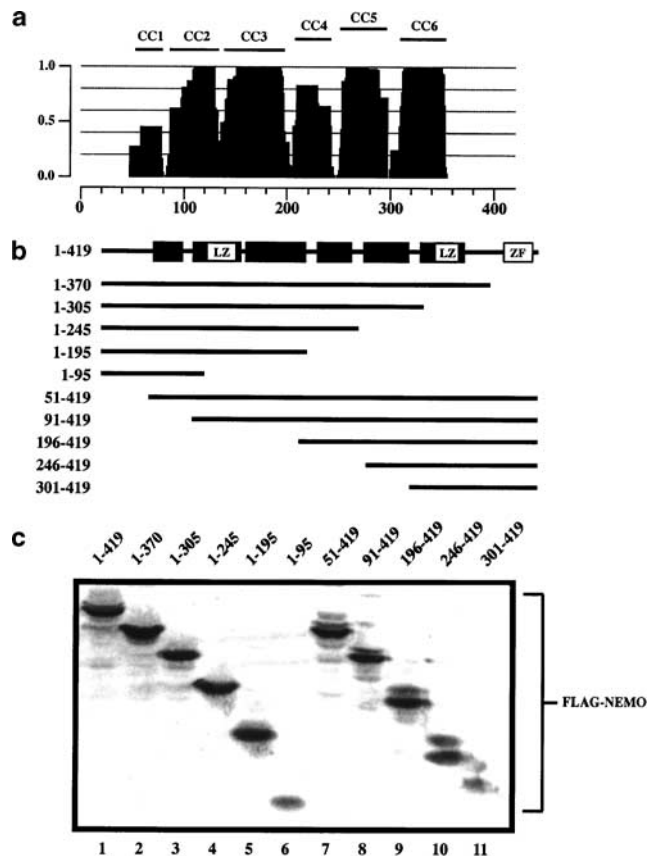 a
CC1 CC2 CC3 CC4 CC5 CC6
1.0
0.5
0.0
0 100 200 300 400
b
1-419 LZ LZ ZF
1-370
1-305
1-245
1-195
1-95
51-419
91-419
196-419
246-419
301-419
c
1-419 1-370 1-305 1-245 1-195 1-95 51-419 91-419 196-419 246-419 301-419
FLAG-NEMO
1 2 3 4 5 6 7 8 9 10 11